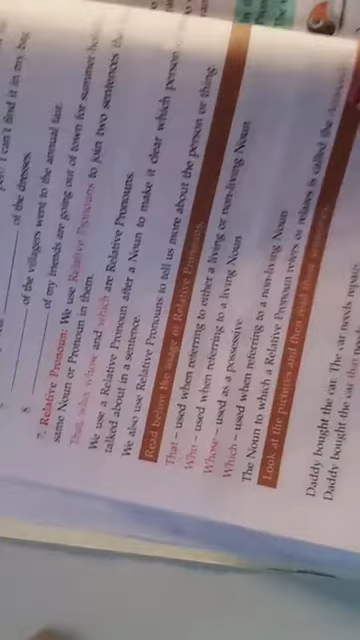 I can't find it in my bag
of the dresses.
8. of the villagers went to the annual fair.
of my friends are going out of town for summer
7. Relative Pronoun: We use Relative Pronouns to join two sentences
same Noun or Pronoun in them.
That, who, whose and which are Relative Pronouns.
We use a Relative Pronoun after a Noun to make it clear which person
talked about in a sentence.
We also use Relative Pronouns to tell us more about the person or thing.
Read before the usage of Relative Pronouns.
That – used when referring to either a living or non-living Noun
Who – used when referring to a living Noun
Whose – used as a possessive
Which – used when referring to a non-living Noun
The Noun to which a Relative Pronoun refers or relates is called the
Look at the pictures and then read these sentences.
Daddy bought the car. The car needs repair.
Daddy bought the car that